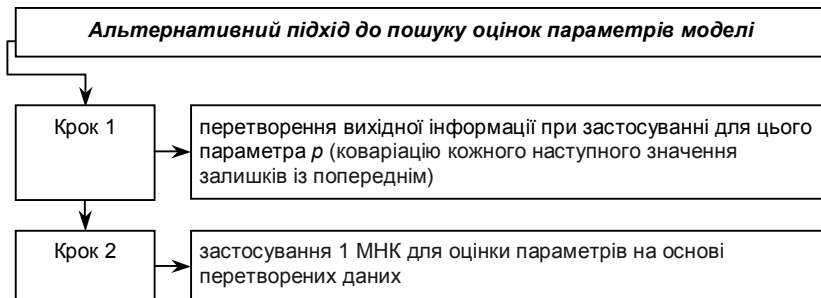 Альтернативний підхід до пошуку оцінок параметрів моделі
Крок 1
перетворення вихідної інформації при застосуванні для цього
параметра р (коваріацію кожного наступного значення
залишків із попереднім)
Крок 2
застосування 1 МНК для оцінки параметрів на основі
перетворених даних